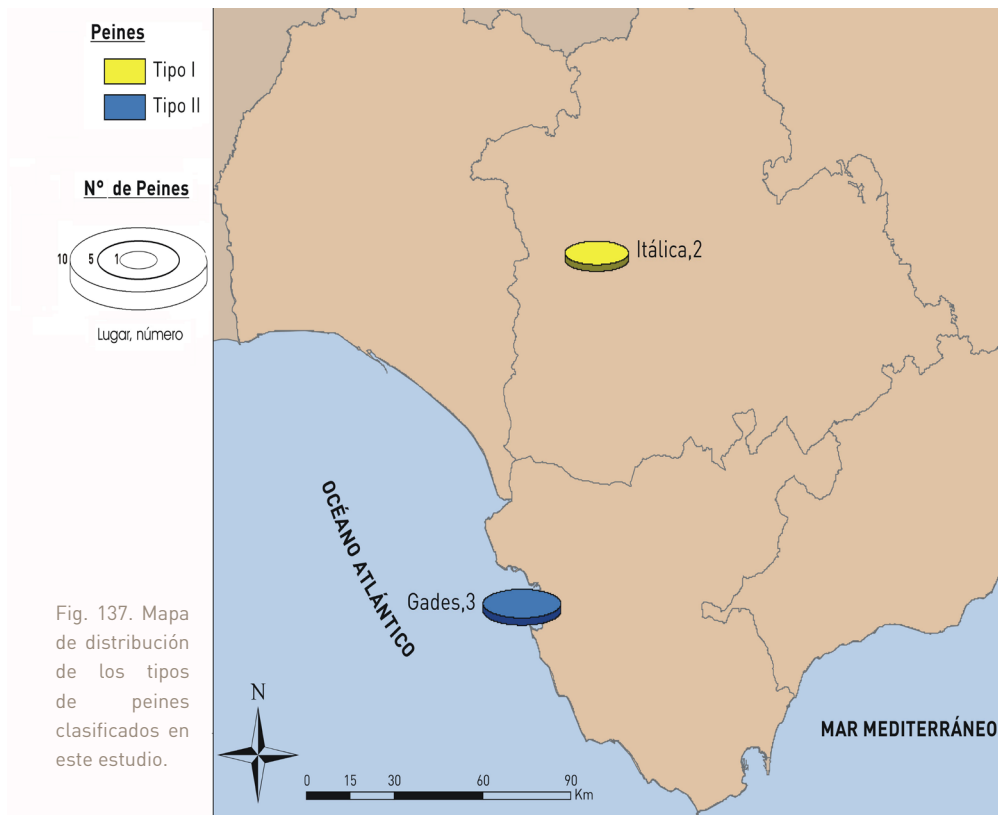 Peines
Tipo I
Tipo II
N° de Peines
10 5 1
Lugar, número
Itálica,2
Gades,3
OCÉANO ATLÁNTICO
MAR MEDITERRÁNEO
N
0 15 30 60 90
Km
Fig. 137. Mapa
de distribución
de los tipos
de peines
clasificados en
este estudio.